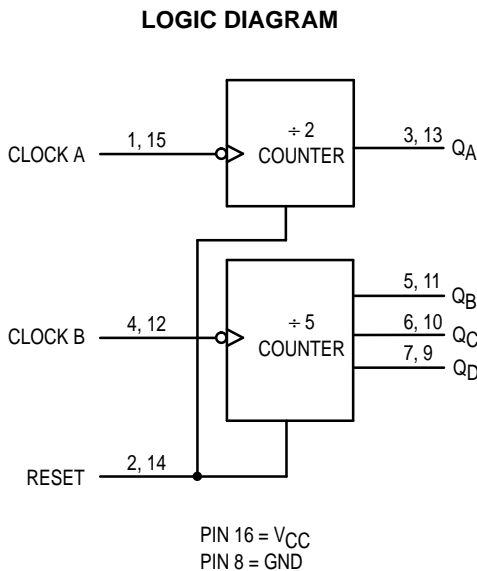 LOGIC DIAGRAM
CLOCK A
1, 15
÷ 2
COUNTER
3, 13
QA
CLOCK B
4, 12
÷ 5
COUNTER
5, 11
QB
6, 10
QC
7, 9
QD
RESET
2, 14
PIN 16 = VCC
PIN 8 = GND